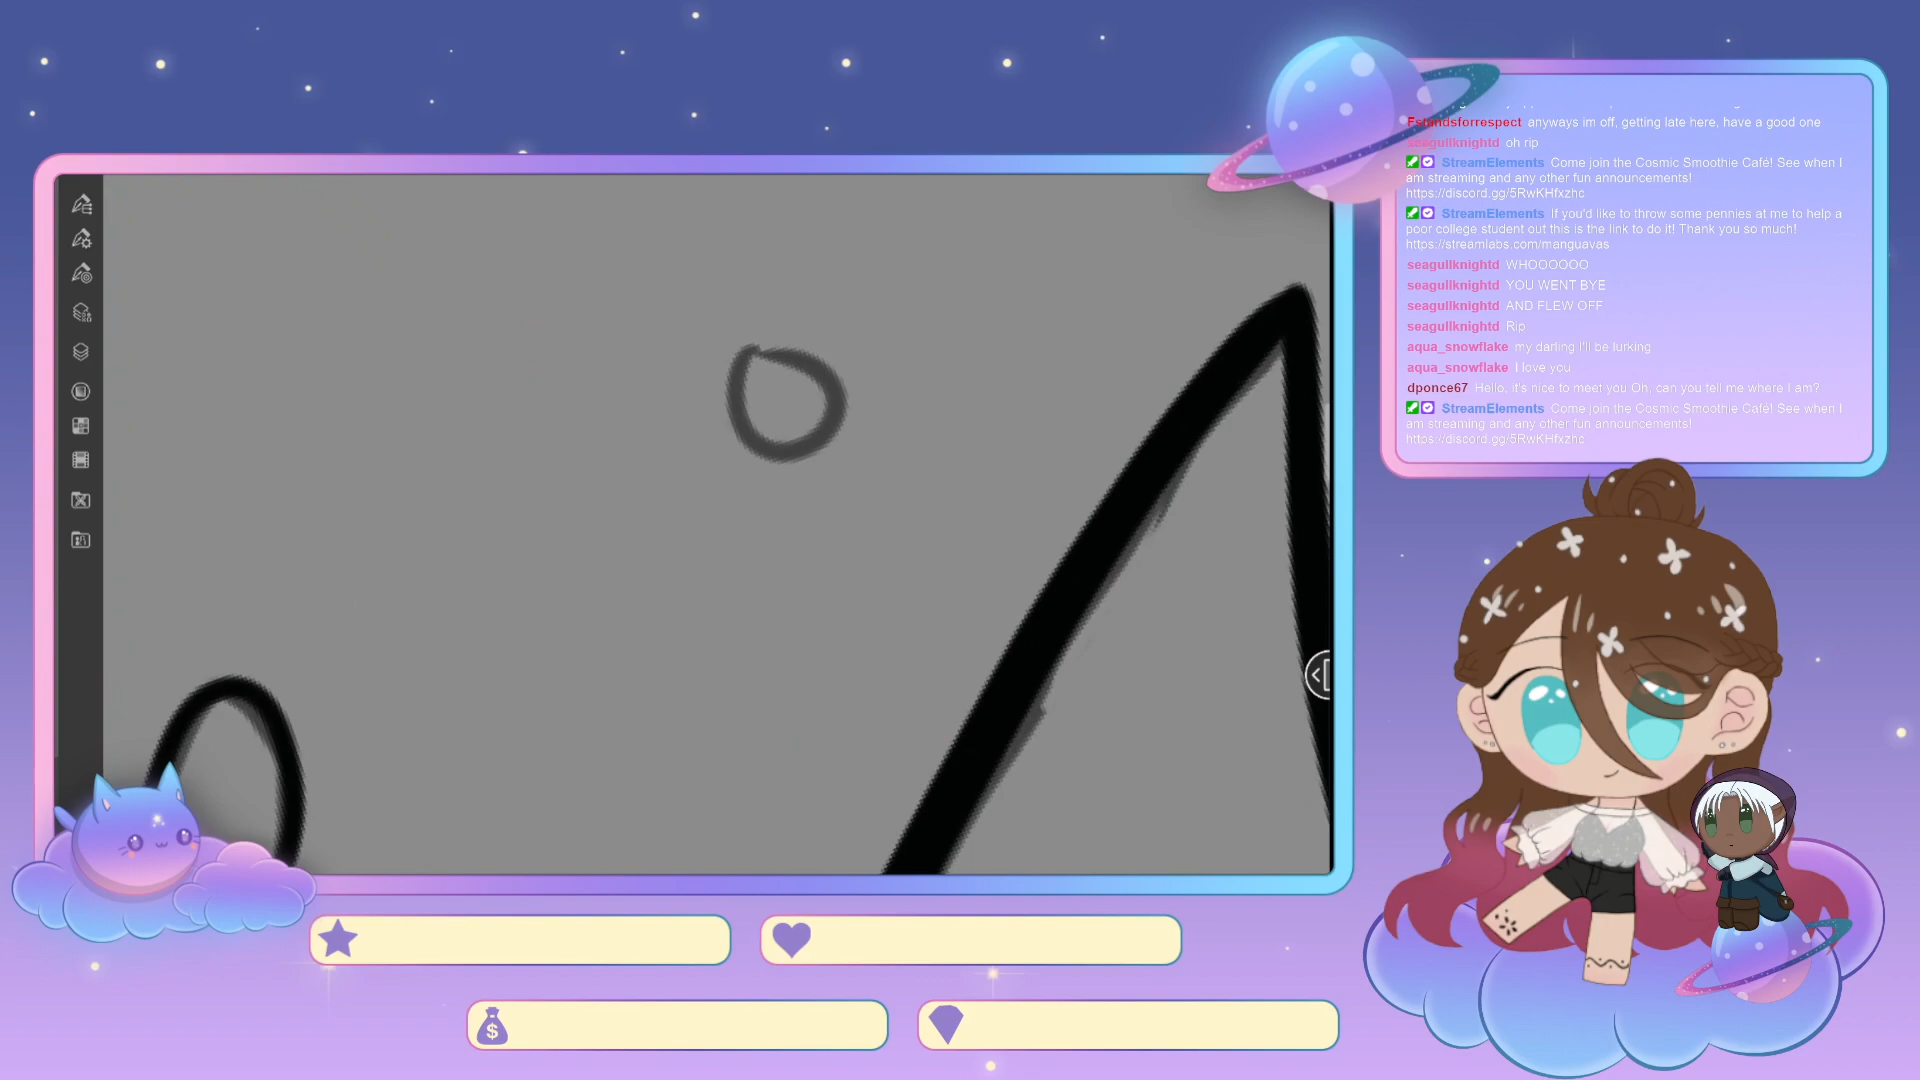 Fstandsforrespect anyways im off, getting late here, have a good one
seagullknightd oh rip
StreamElements Come join the Cosmic Smoothie Café! See when I
am streaming and any other fun announcements!
https://discord.gg/5RwKHfxzhc
StreamElements If you'd like to throw some pennies at me to help a
poor college student out this is the link to do it! Thank you so much!
https://streamlabs.com/manguavas
seagullknightd WHOOOOOO
seagullknightd YOU WENT BYE
seagullknightd AND FLEW OFF
seagullknightd Rip
aqua_snowflake my darling I'll be lurking
aqua_snowflake I love you
dponce67 Hello, it's nice to meet you Oh, can you tell me where I am?
StreamElements Come join the Cosmic Smoothie Café! See when I
am streaming and any other fun announcements!
https://discord.gg/5RwKHfxzhc
$